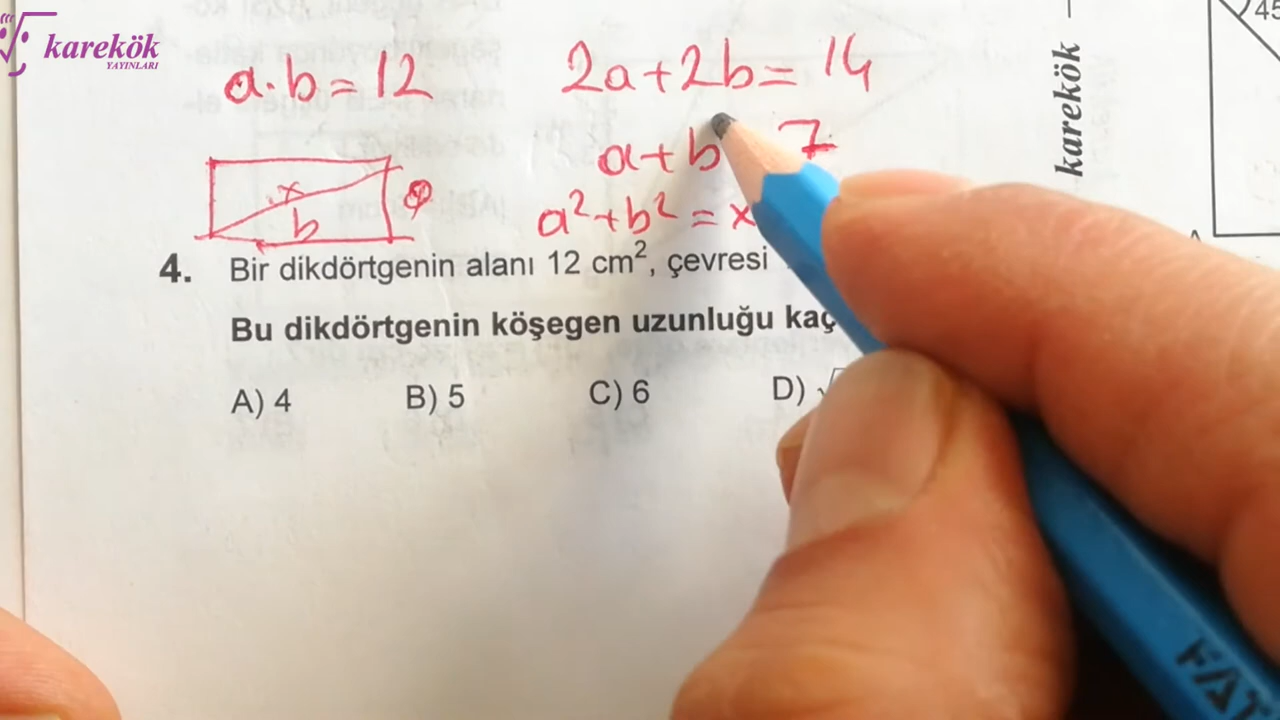 karekök
YAYINLARI
a·b=12
2a+2b=14
a+b 7
a²+b²=x
x
b
4. Bir dikdörtgenin alanı 12 cm², çevresi
Bu dikdörtgenin köşegen uzunluğu kaç
A) 4 B) 5 C) 6 D) √
karekök
45
A
FAT